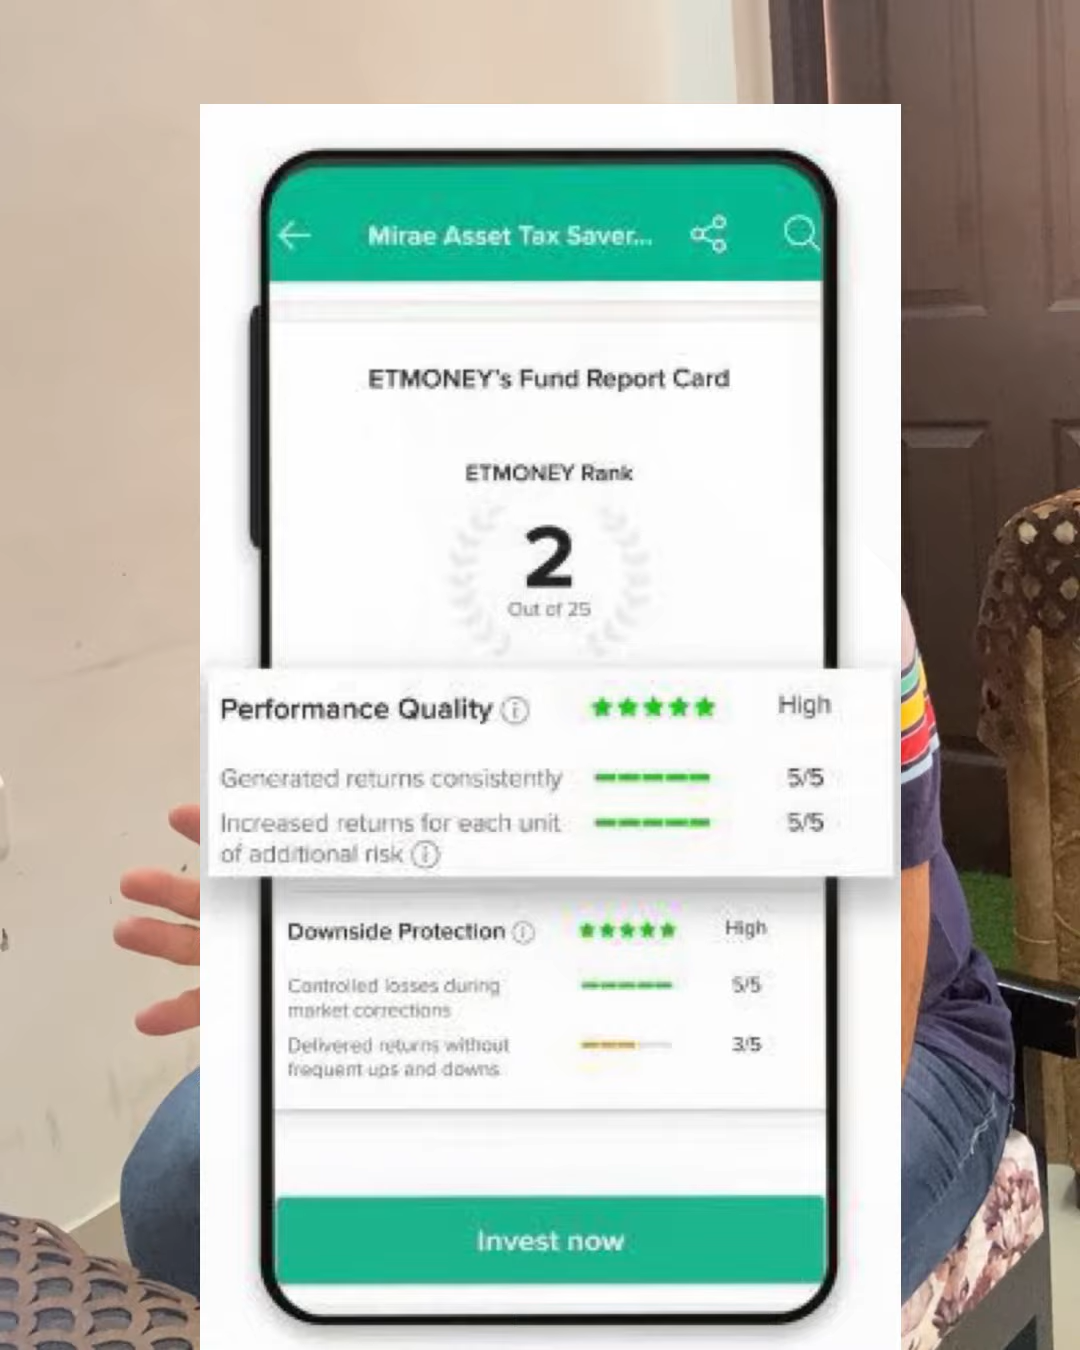 Mirae Asset Tax Saver...
ETMONEY's Fund Report Card
ETMONEY Rank
2
Out of 25
Performance Quality High
Generated returns consistently 5/5
Increased returns for each unit 5/5
of additional risk
Downside Protection High
Controlled losses during 5/5
market corrections
Delivered returns without 3/5
frequent ups and downs
Invest now